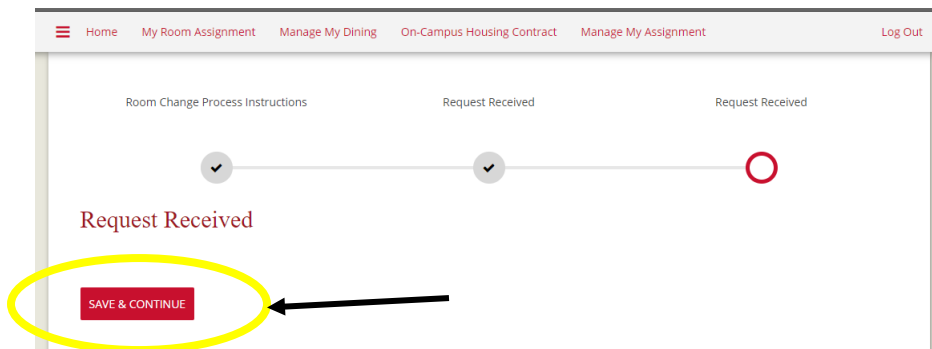 Home My Room Assignment Manage My Dining On-Campus Housing Contract Manage My Assignment Log Out
Room Change Process Instructions Request Received Request Received
Request Received
SAVE & CONTINUE